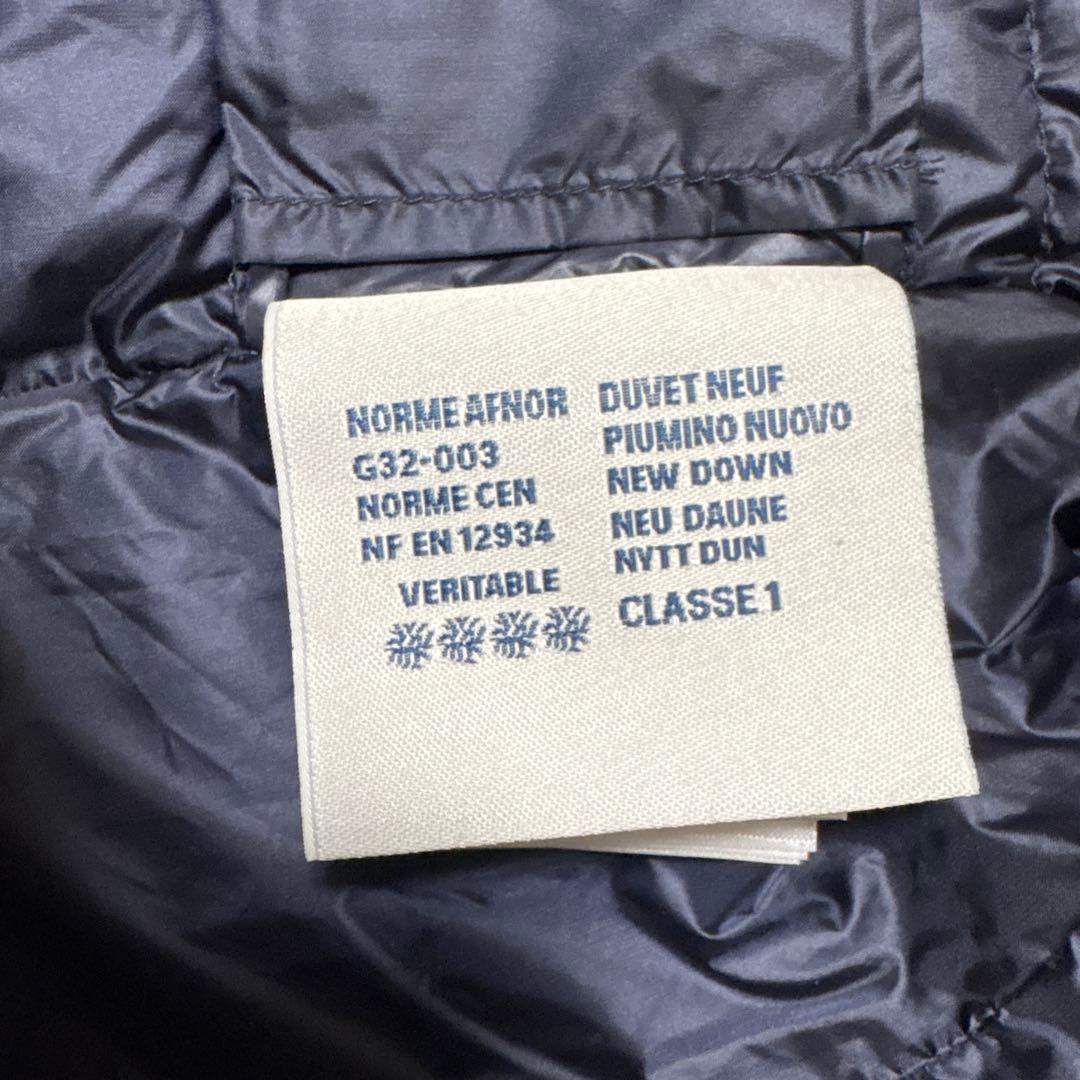 NORME AFNOR
G32-003
NORME CEN
NF EN 12934
VERITABLE
DUVET NEUF
PIUMINO NUOVO
NEW DOWN
NEU DAUNE
NYTT DUN
CLASSE 1